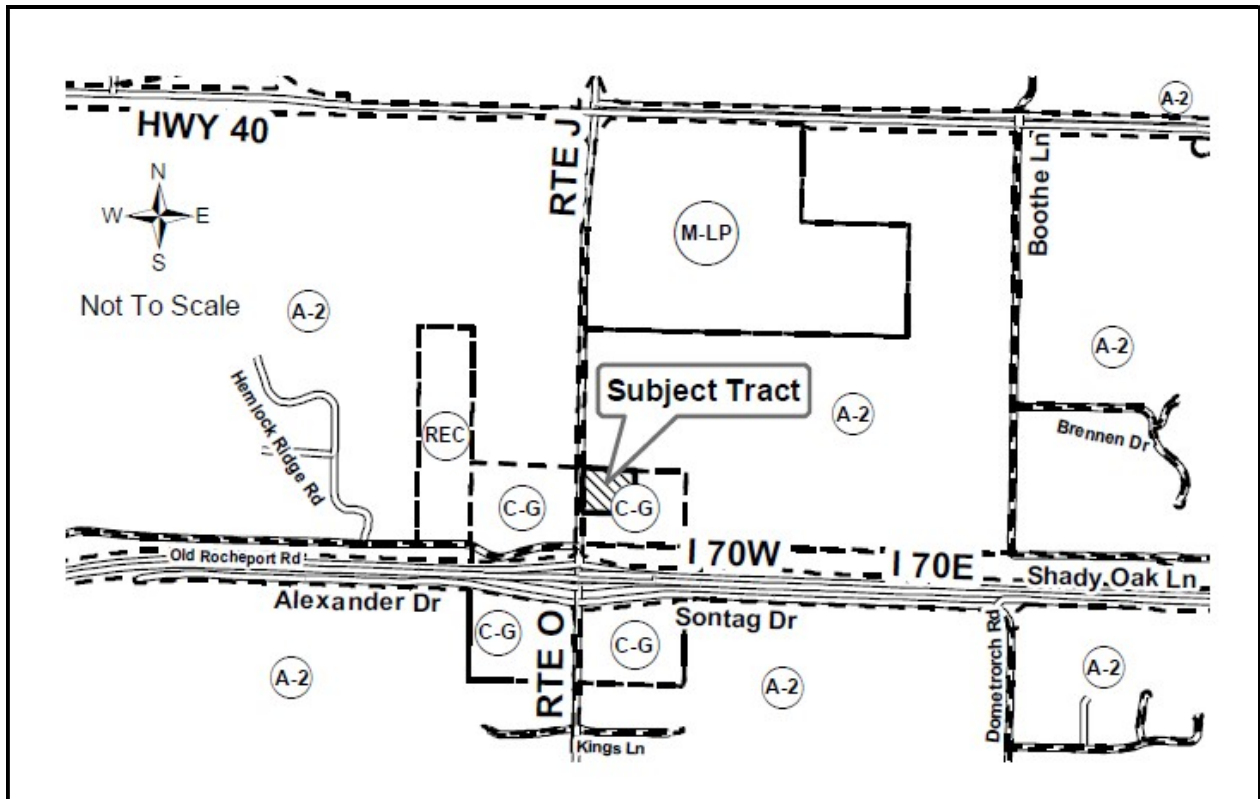 A-2
HWY 40
RTE J
Boothe Ln
N
W E
S
M-LP
Not To Scale
A-2
A-2
Subject Tract
A-2
Hemlock Ridge Rd
REC
Brennen Dr
C-G
C-G
I 70W
I 70E
Old Rocheport Rd
Shady Oak Ln
Alexander Dr
Sontag Dr
C-G
RTE O
C-G
Dometrorch Rd
A-2
A-2
A-2
Kings Ln